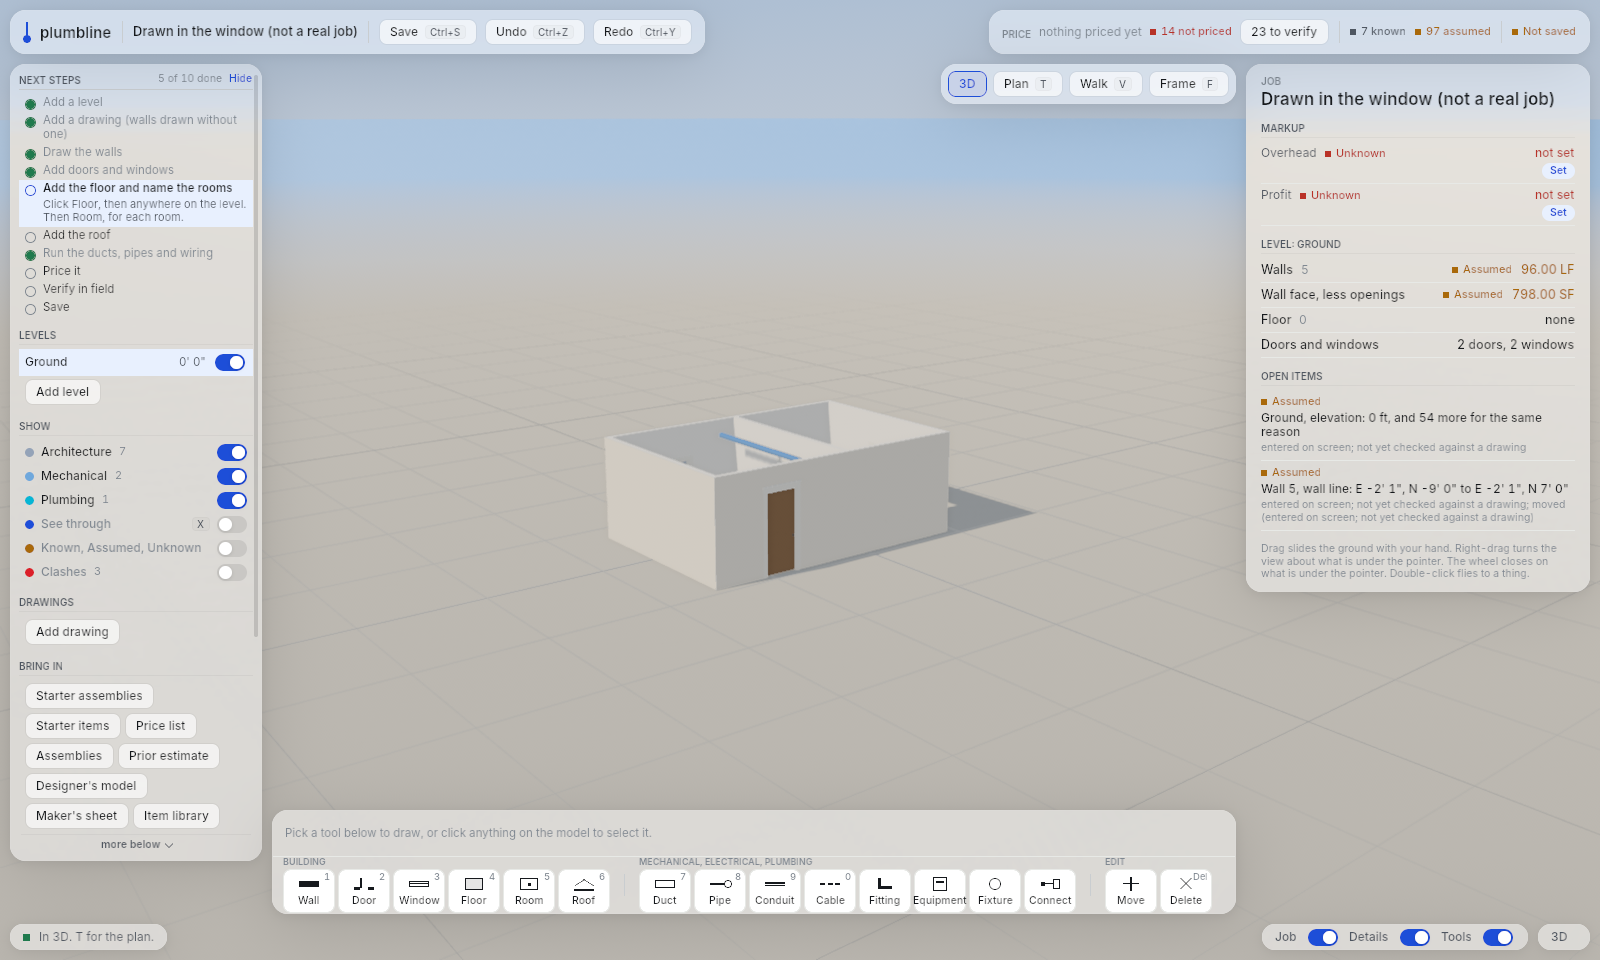 plumbline
Drawn in the window (not a real job)
Save Ctrl+S
Undo Ctrl+Z
Redo Ctrl+Y
PRICE nothing priced yet 14 not priced 23 to verify 7 known 97 assumed Not saved
NEXT STEPS 5 of 10 done Hide
Add a level
Add a drawing (walls drawn without
one)
Draw the walls
Add doors and windows
Add the floor and name the rooms
Click Floor, then anywhere on the level.
Then Room, for each room.
Add the roof
Run the ducts, pipes and wiring
Price it
Verify in field
Save
LEVELS
Ground 0' 0"
Add level
SHOW
Architecture 7
Mechanical 2
Plumbing 1
See through X
Known, Assumed, Unknown
Clashes 3
DRAWINGS
Add drawing
BRING IN
Starter assemblies
Starter items Price list
Assemblies Prior estimate
Designer's model
Maker's sheet Item library
more below
3D Plan T Walk V Frame F
JOB
Drawn in the window (not a real job)
MARKUP
Overhead Unknown not set
Set
Profit Unknown not set
Set
LEVEL: GROUND
Walls 5 Assumed 96.00 LF
Wall face, less openings Assumed 798.00 SF
Floor 0 none
Doors and windows 2 doors, 2 windows
OPEN ITEMS
Assumed
Ground, elevation: 0 ft, and 54 more for the same
reason
entered on screen; not yet checked against a drawing
Assumed
Wall 5, wall line: E -2' 1", N -9' 0" to E -2' 1", N 7' 0"
entered on screen; not yet checked against a drawing; moved
(entered on screen; not yet checked against a drawing)
Drag slides the ground with your hand. Right-drag turns the
view about what is under the pointer. The wheel closes on
what is under the pointer. Double-click flies to a thing.
Pick a tool below to draw, or click anything on the model to select it.
BUILDING MECHANICAL, ELECTRICAL, PLUMBING EDIT
1 2 3 4 5 6 7 8 9 0 Del
Wall Door Window Floor Room Roof Duct Pipe Conduit Cable Fitting Equipment Fixture Connect Move Delete
In 3D. T for the plan.
Job Details Tools 3D